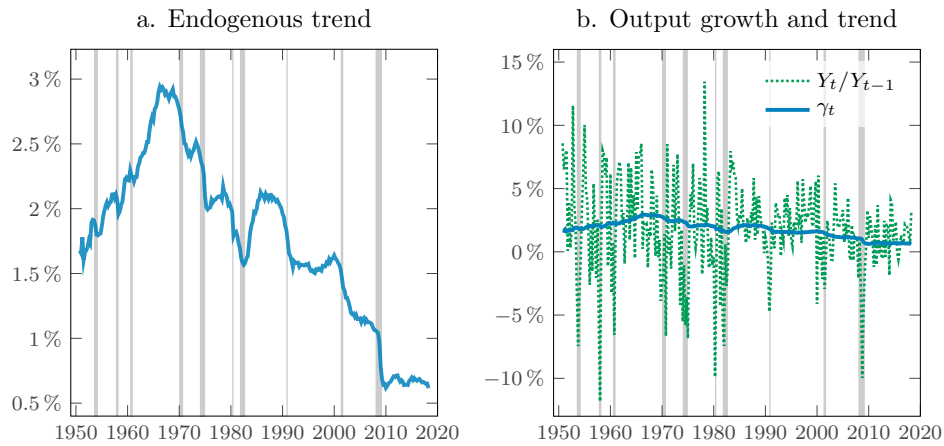 a. Endogenous trend
3 %
2.5 %
2 %
1.5 %
1 %
0.5 %
1950 1960 1970 1980 1990 2000 2010 2020
b. Output growth and trend
15 %
10 %
5 %
0 %
−5 %
−10 %
Y_t/Y_{t−1}
γ_t
1950 1960 1970 1980 1990 2000 2010 2020